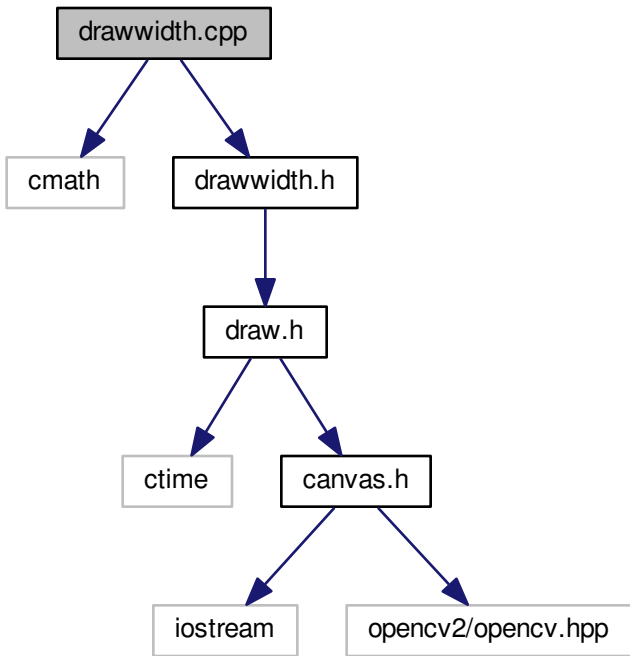 drawwidth.cpp
cmath
drawwidth.h
draw.h
ctime
canvas.h
iostream
opencv2/opencv.hpp